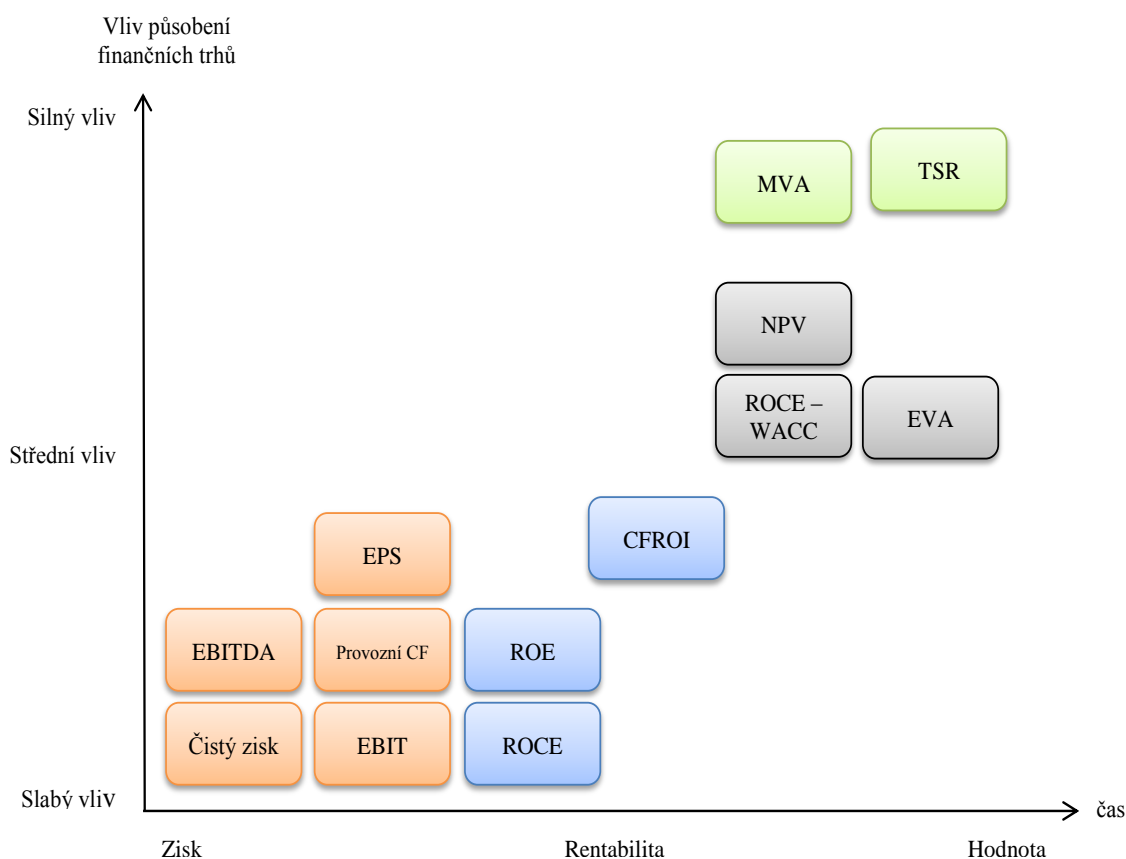 Vliv působení
finančních trhů
Silný vliv
TSR
MVA
NPV
ROCE –
WACC
EVA
Střední vliv
CFROI
EPS
EBITDA
Provozní CF
ROE
Čistý zisk
EBIT
ROCE
Slabý vliv
čas
Zisk
Rentabilita
Hodnota